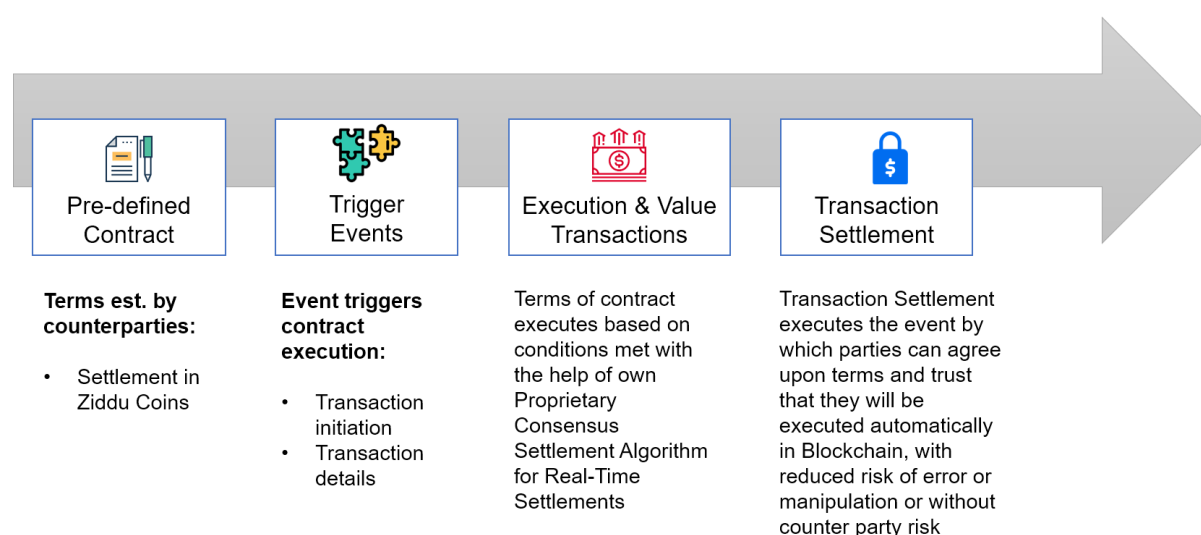 Pre-defined
Contract
Trigger
Events
Execution & Value
Transactions
$
Transaction
Settlement
$
Terms est. by
counterparties:
• Settlement in
Ziddu Coins
Event triggers
contract
execution:
• Transaction
initiation
• Transaction
details
Terms of contract
executes based on
conditions met with
the help of own
Proprietary
Consensus
Settlement Algorithm
for Real-Time
Settlements
Transaction Settlement
executes the event by
which parties can agree
upon terms and trust
that they will be
executed automatically
in Blockchain, with
reduced risk of error or
manipulation or without
counter party risk